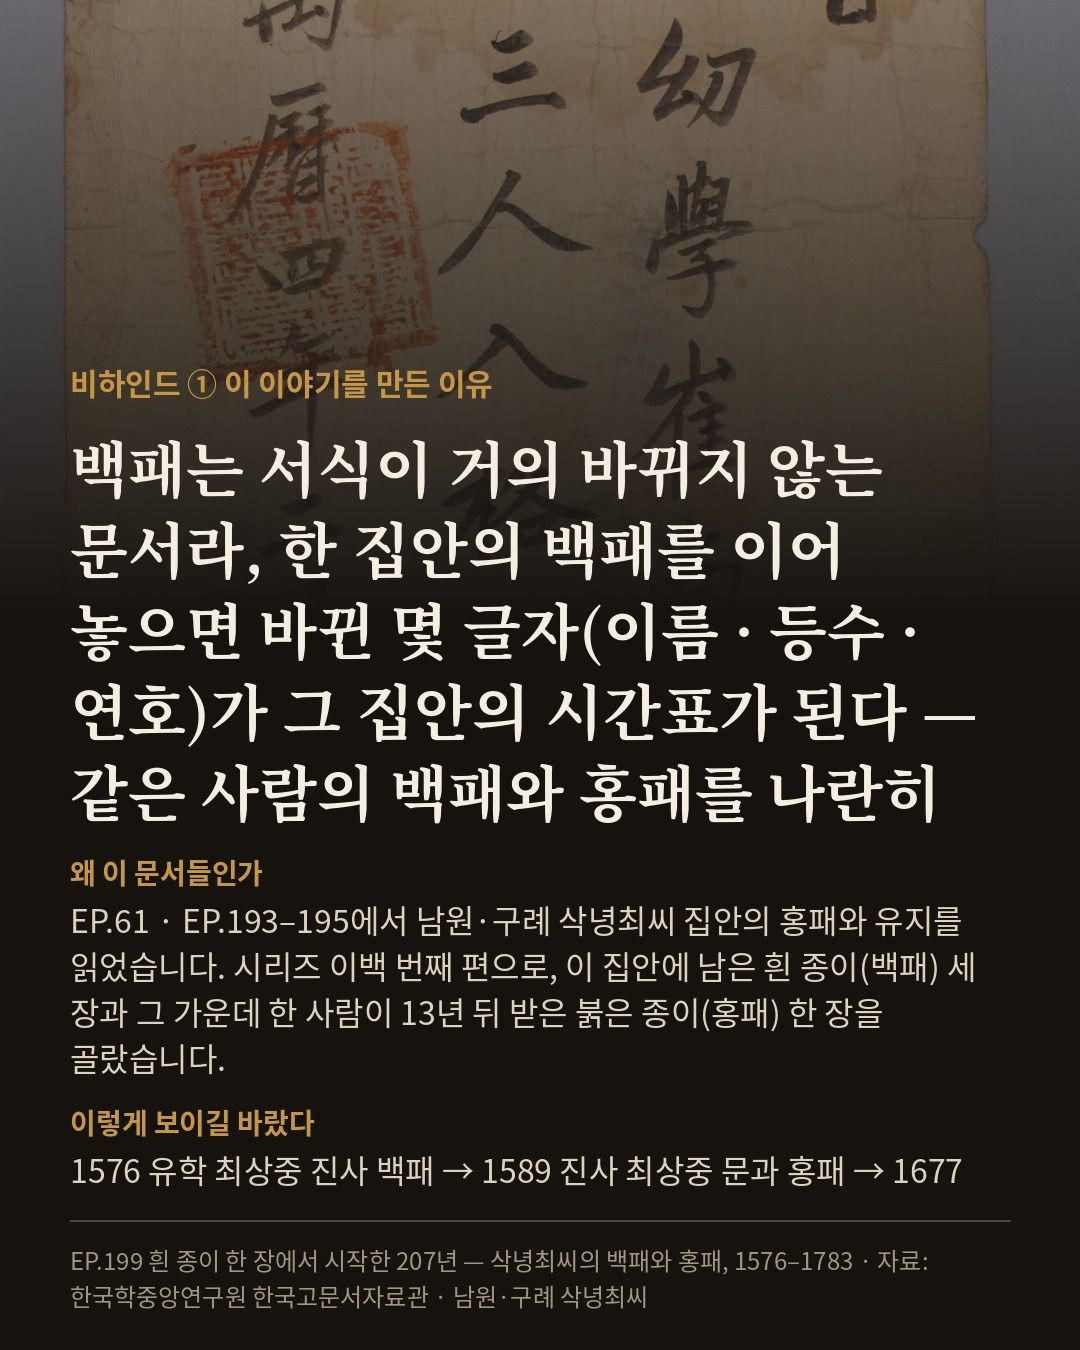 幼學崔
三人入格
萬曆四年二
비하인드 ① 이 이야기를 만든 이유
백패는 서식이 거의 바뀌지 않는
문서라, 한 집안의 백패를 이어
놓으면 바뀐 몇 글자(이름 · 등수 ·
연호)가 그 집안의 시간표가 된다 —
같은 사람의 백패와 홍패를 나란히
왜 이 문서들인가
EP.61 · EP.193–195에서 남원·구례 삭녕최씨 집안의 홍패와 유지를
읽었습니다. 시리즈 이백 번째 편으로, 이 집안에 남은 흰 종이(백패) 세
장과 그 가운데 한 사람이 13년 뒤 받은 붉은 종이(홍패) 한 장을
골랐습니다.
이렇게 보이길 바랐다
1576 유학 최상중 진사 백패 → 1589 진사 최상중 문과 홍패 → 1677
EP.199 흰 종이 한 장에서 시작한 207년 — 삭녕최씨의 백패와 홍패, 1576–1783 · 자료:
한국학중앙연구원 한국고문서자료관 · 남원·구례 삭녕최씨